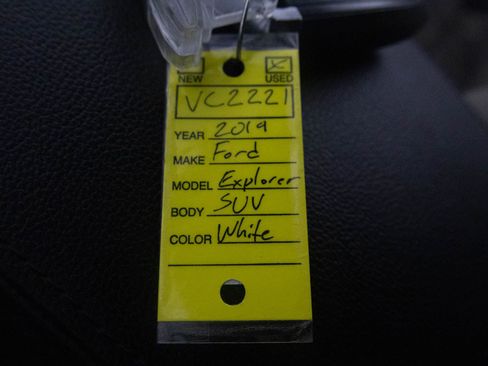 NEW USED
VC2221
YEAR 2019
MAKE Ford
MODEL Explorer
BODY SUV
COLOR White